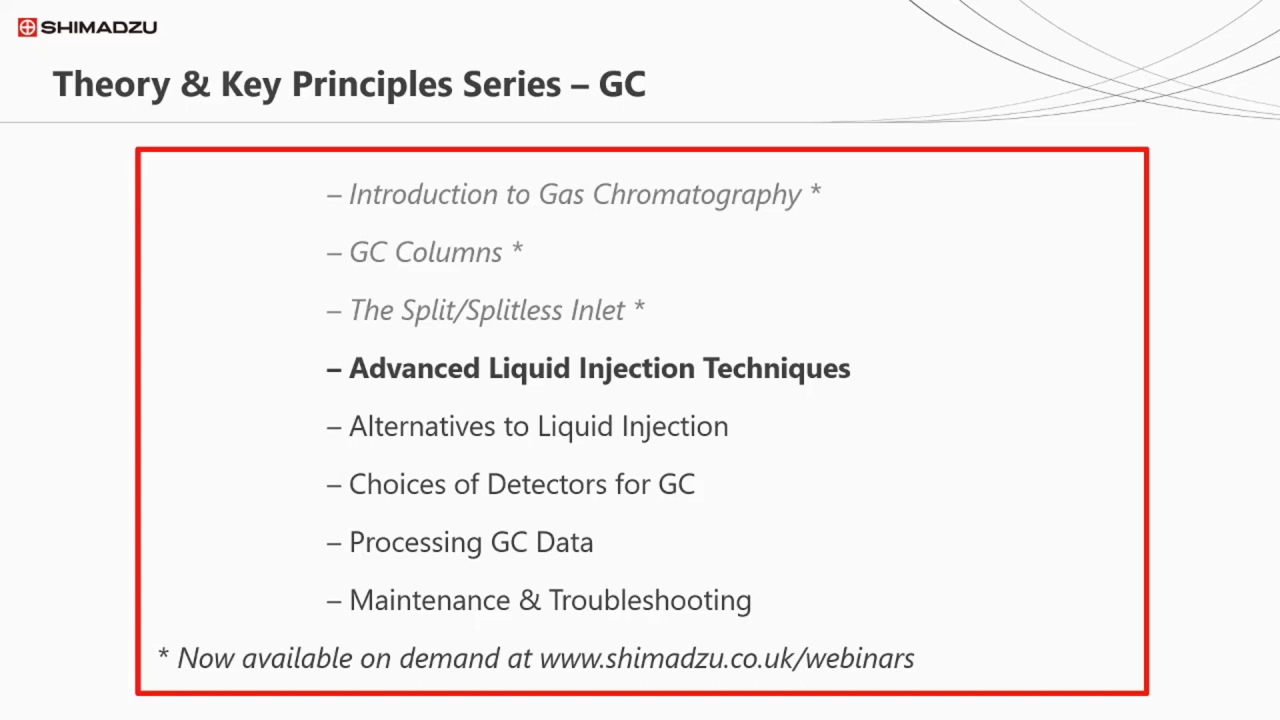 SHIMADZU
Theory & Key Principles Series – GC
– Introduction to Gas Chromatography *
– GC Columns *
– The Split/Splitless Inlet *
– Advanced Liquid Injection Techniques
– Alternatives to Liquid Injection
– Choices of Detectors for GC
– Processing GC Data
– Maintenance & Troubleshooting
* Now available on demand at www.shimadzu.co.uk/webinars